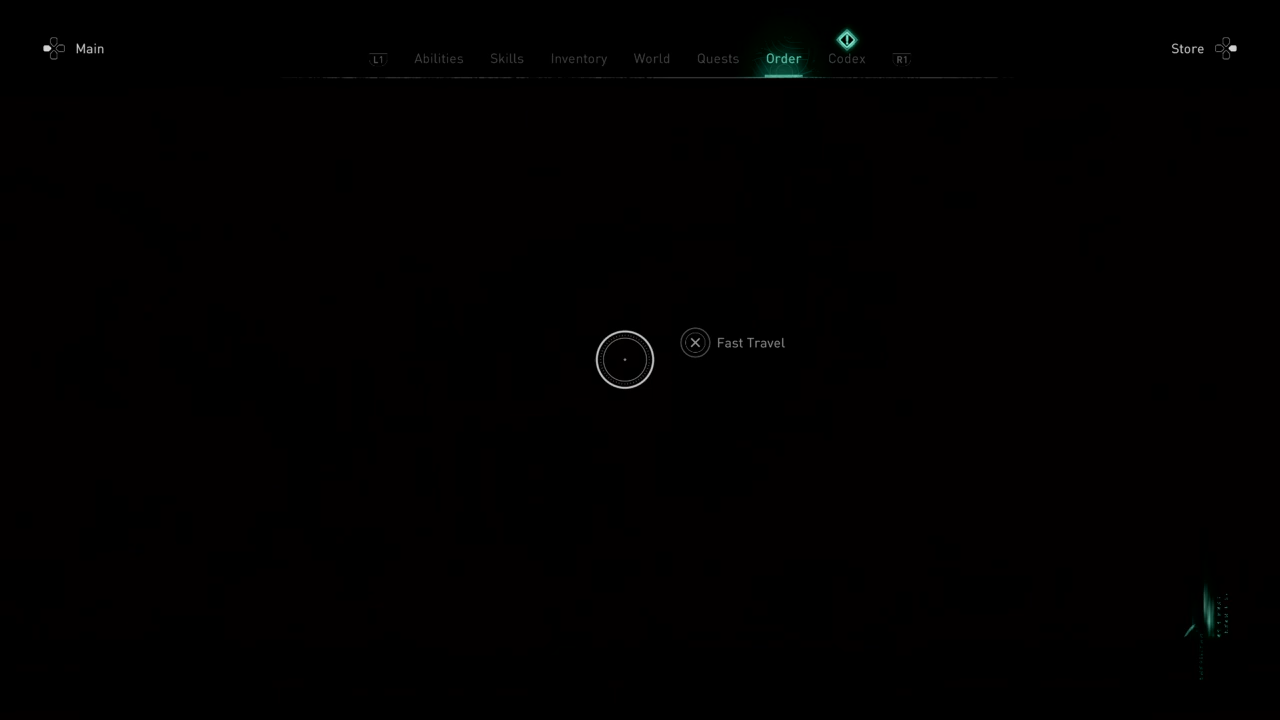 Main
L1 Abilities Skills Inventory World Quests Order Codex R1
Store
Fast Travel